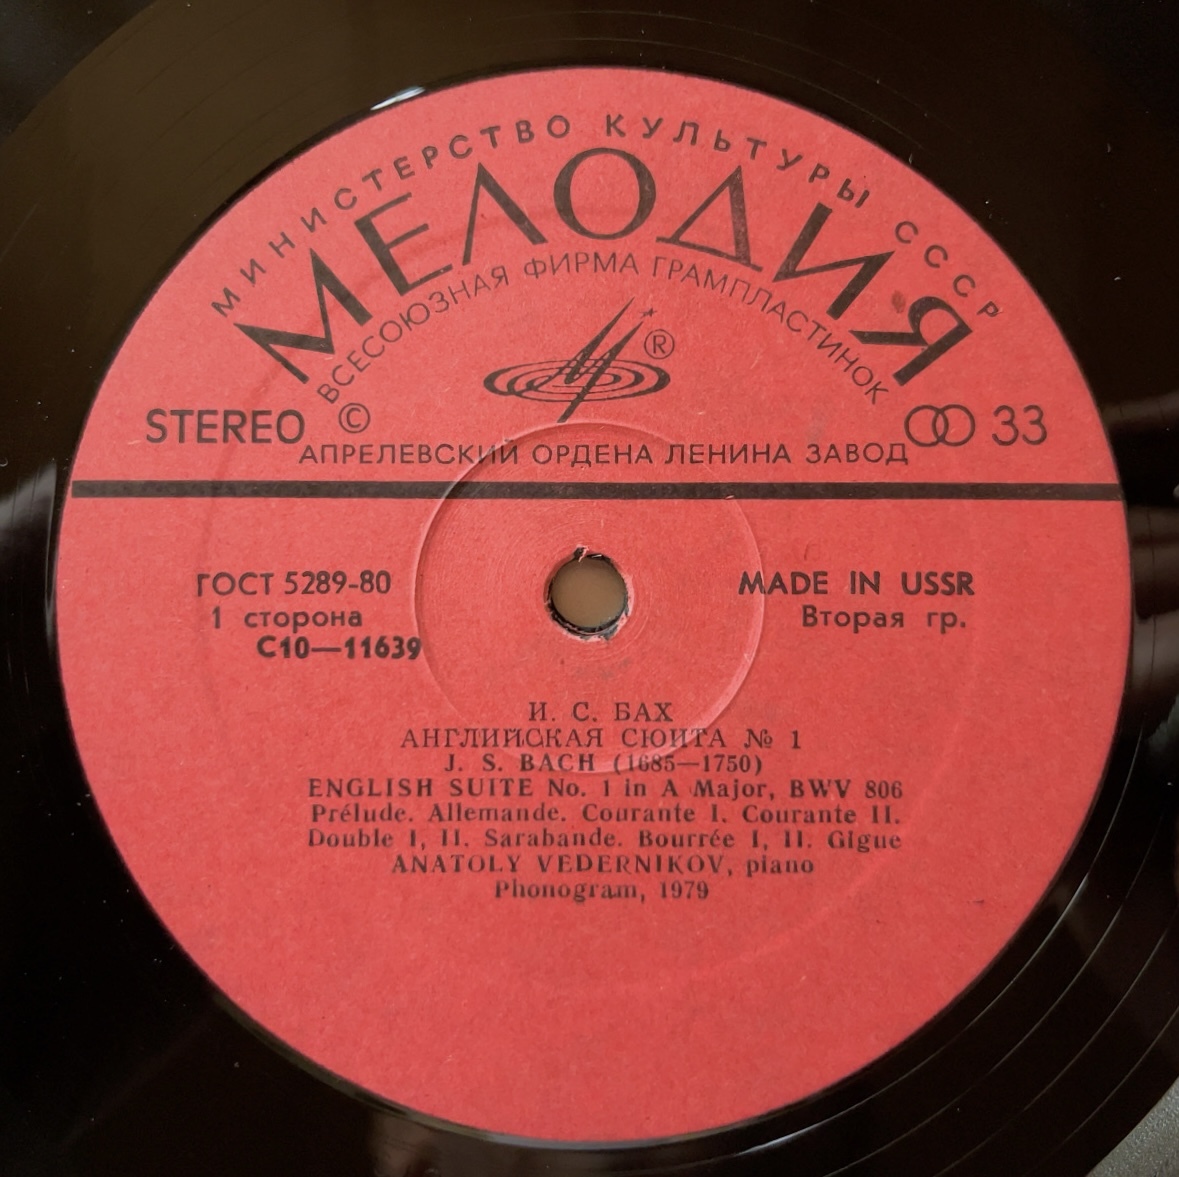 МИНИСТЕРСТВО КУЛЬТУРЫ СССР
МЕЛОДИЯ
ВСЕСОЮЗНАЯ ФИРМА ГРАМПЛАСТИНОК
®
STEREO © 33
АПРЕЛЕВСКИЙ ОРДЕНА ЛЕНИНА ЗАВОД
ГОСТ 5289-80 MADE IN USSR
1 сторона Вторая гр.
С10—11639
И. С. БАХ
АНГЛИЙСКАЯ СЮИТА № 1
J. S. BACH (1685—1750)
ENGLISH SUITE No. 1 in A Major, BWV 806
Prélude. Allemande. Courante I. Courante II.
Double I, II. Sarabande. Bourrée I, II. Gigue
ANATOLY VEDERNIKOV, piano
Phonogram, 1979